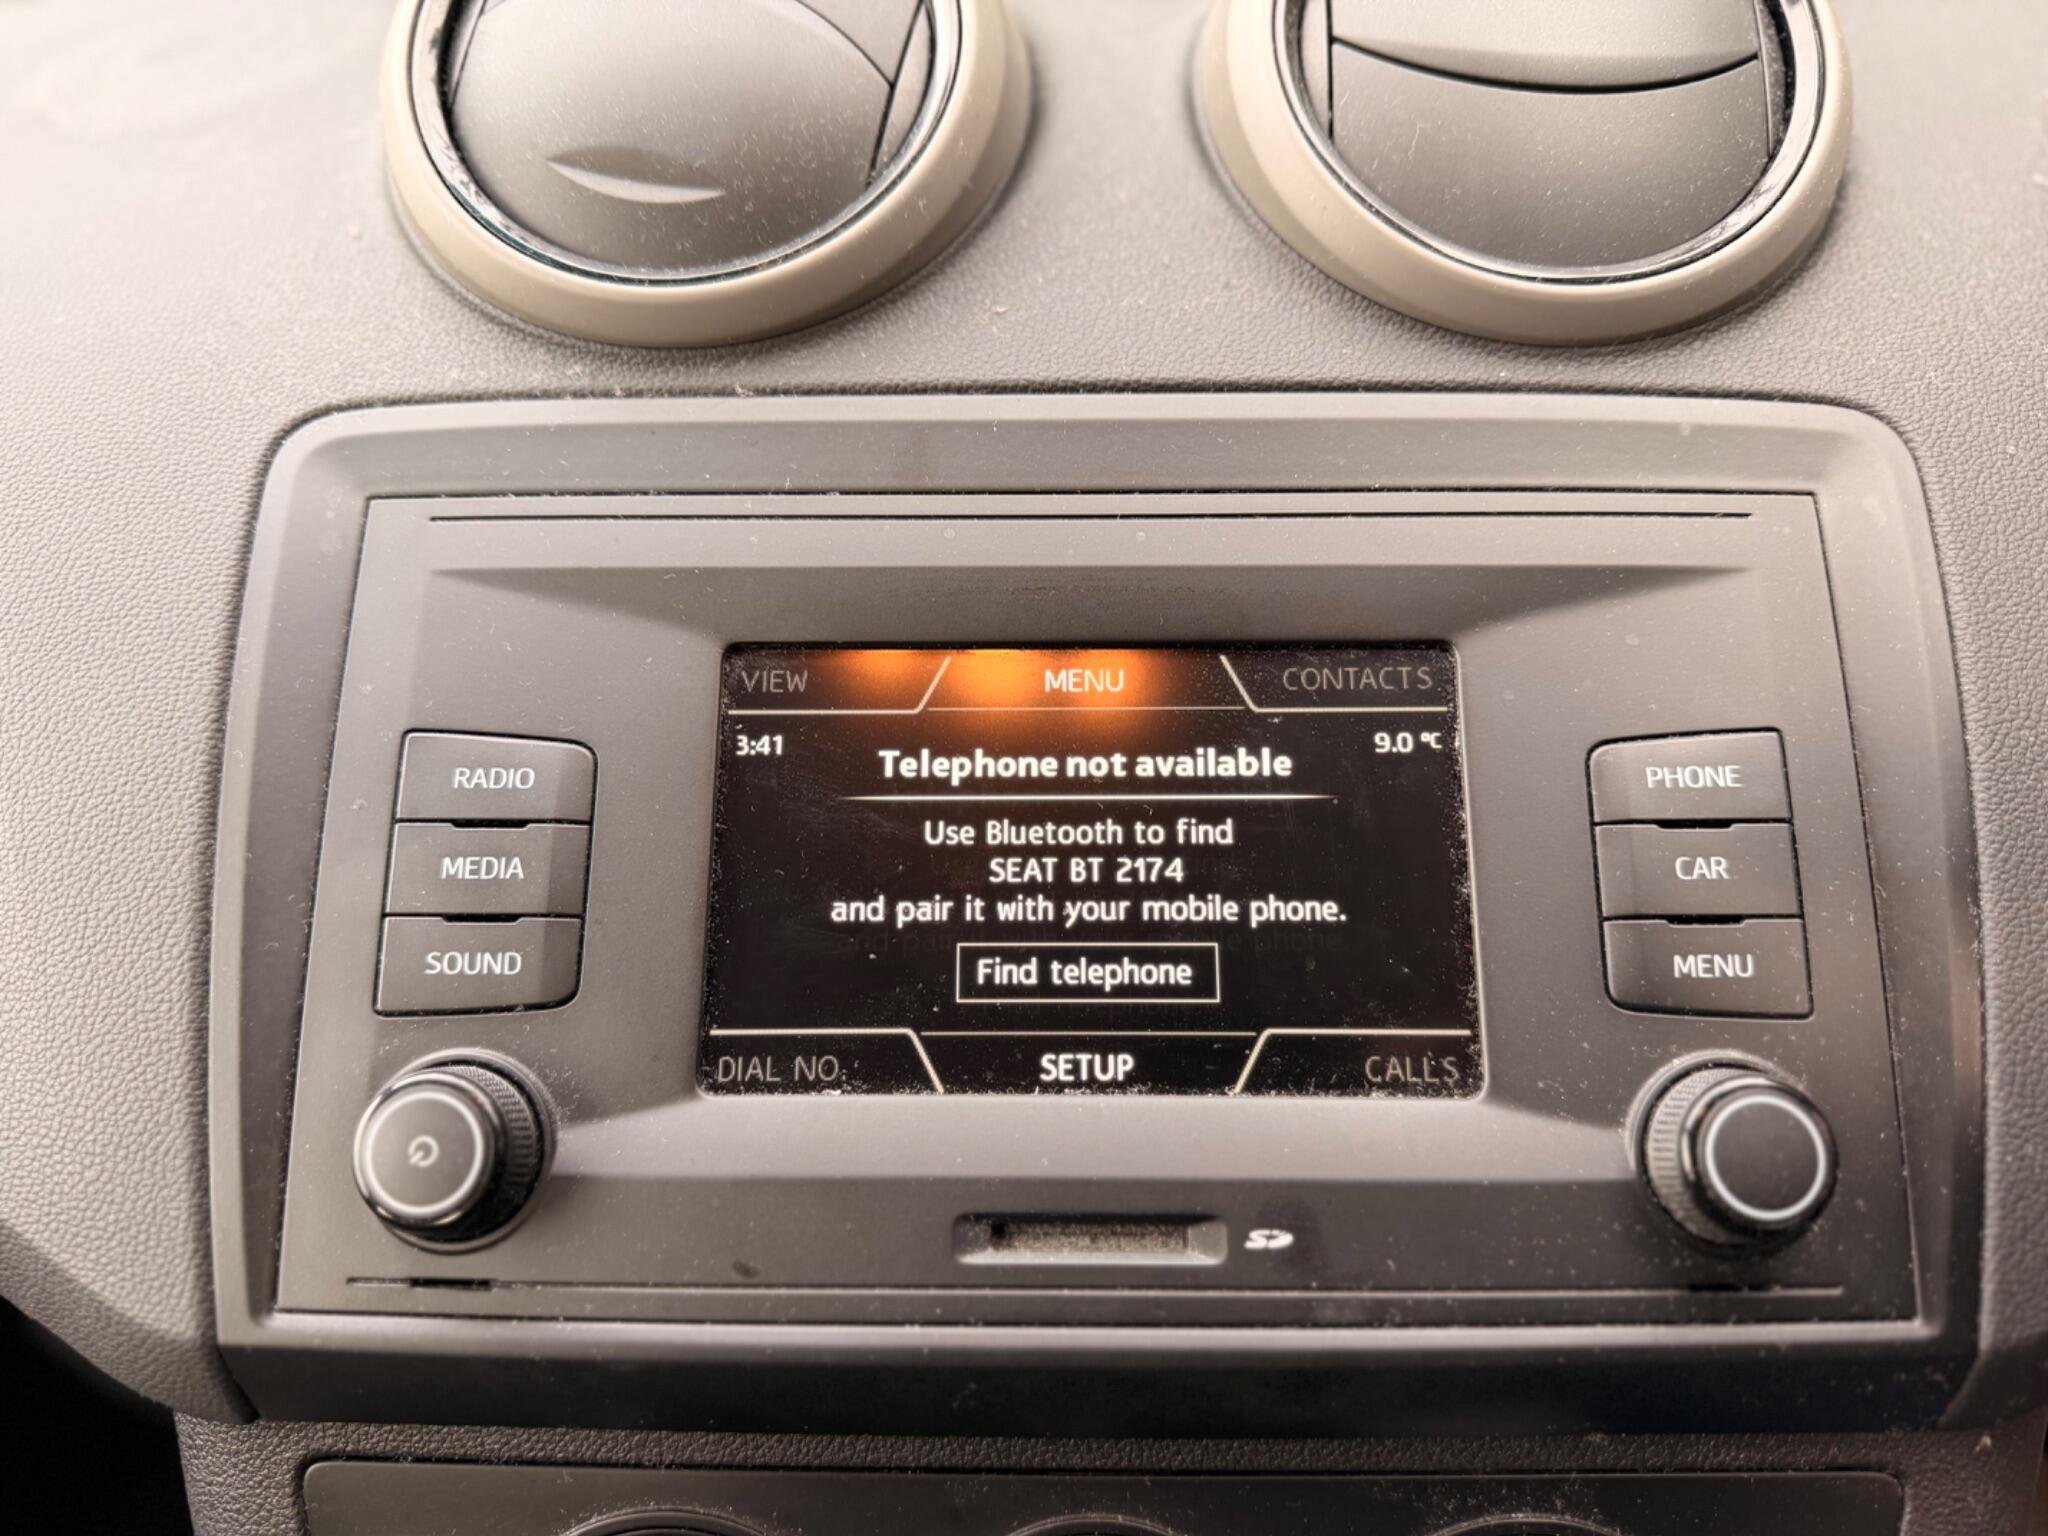 VIEW MENU CONTACTS
3:41 Telephone not available 9.0 °C
Use Bluetooth to find
SEAT BT 2174
and pair it with your mobile phone.
Find telephone
DIAL NO. SETUP CALLS
RADIO
MEDIA
SOUND
PHONE
CAR
MENU
SD